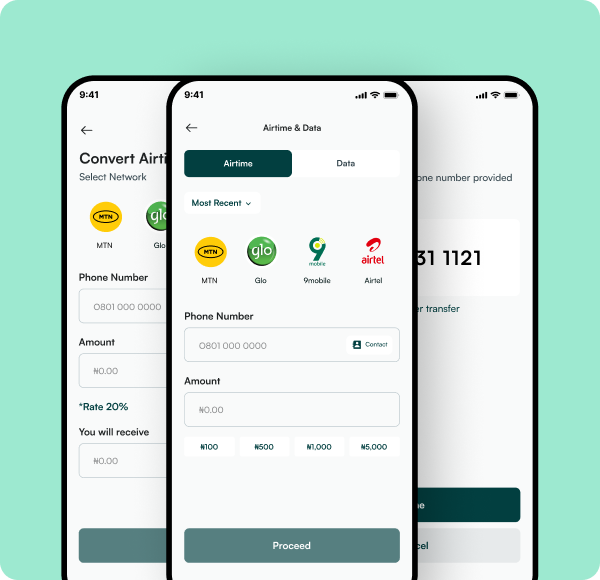 9:41
Convert Airti
Select Network
MTN
glo
MTN
Glo
Phone Number
0801 000 0000
Amount
₦0.00
*Rate 20%
You will receive
₦0.00
9:41
Airtime & Data
Airtime
Data
Most Recent
MTN
glo
9
mobile
airtel
MTN
Glo
9mobile
Airtel
Phone Number
0801 000 0000
Contact
Amount
₦0.00
₦100
₦500
₦1,000
₦5,000
Proceed
one number provided
31 1121
er transfer
ne
cel